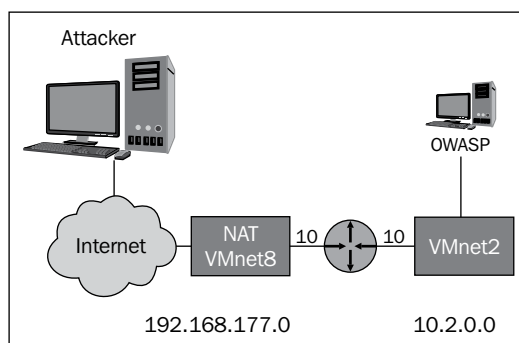 Attacker
OWASP
Internet
NAT
VMnet8
10
10
VMnet2
192.168.177.0
10.2.0.0